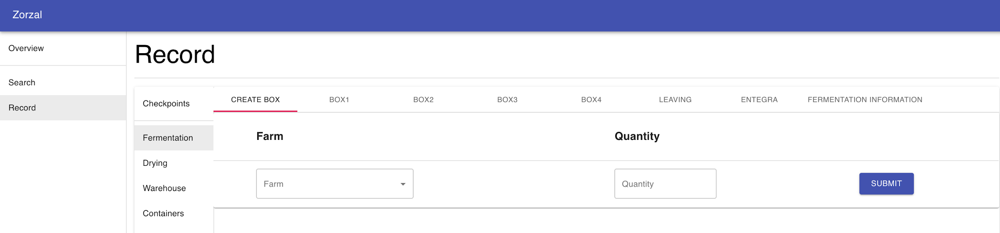 Zorzal
Overview
Search
Record
Record
Checkpoints
Fermentation
Drying
Warehouse
Containers
CREATE BOX BOX1 BOX2 BOX3 BOX4 LEAVING ENTEGRA FERMENTATION INFORMATION
Farm Quantity
Farm Quantity SUBMIT